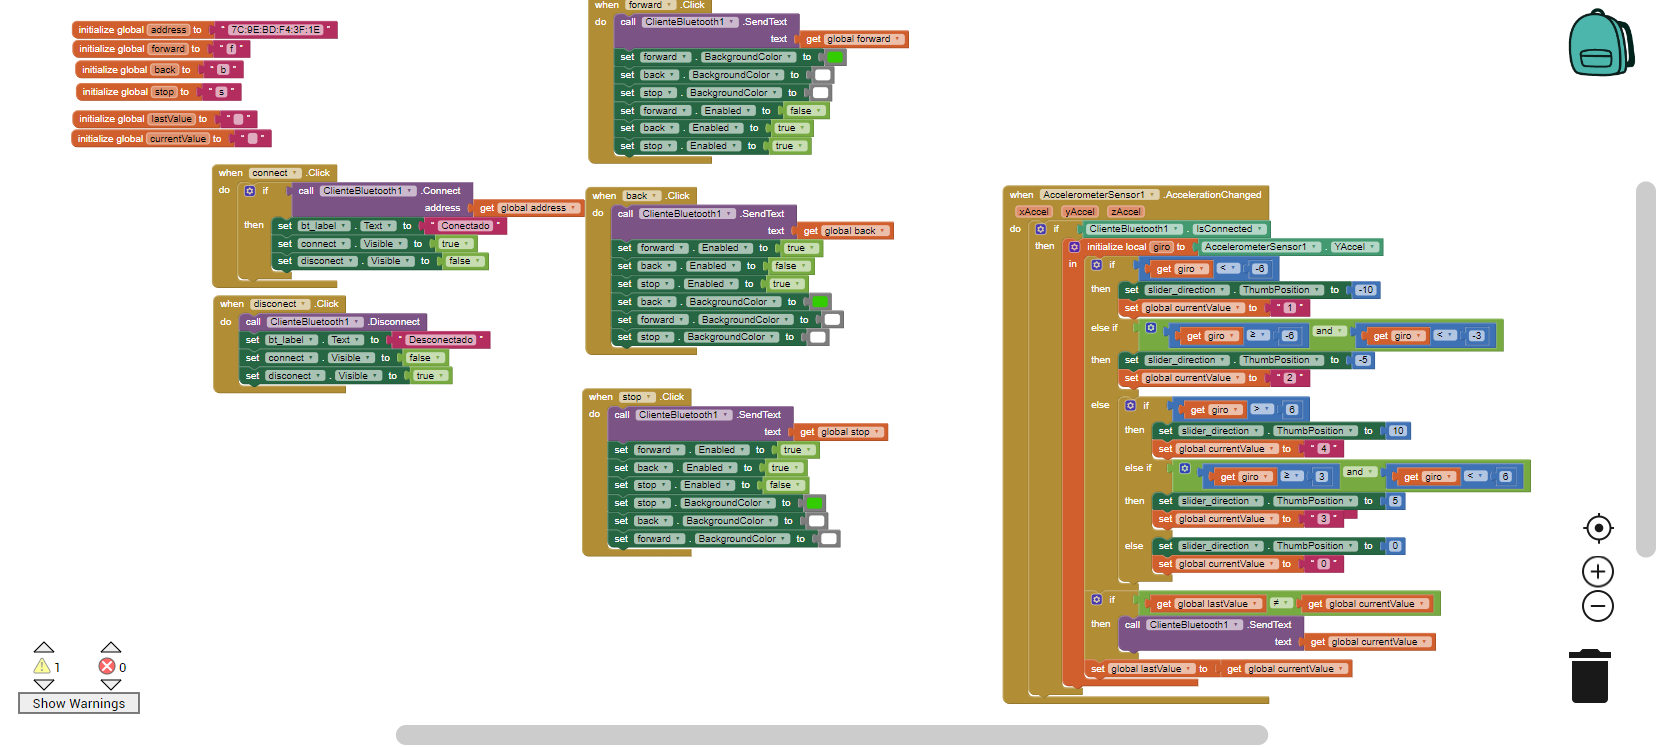 initialize global address to " 7C:9E:BD:F4:3F:1E "
initialize global forward to " f "
initialize global back to " b "
initialize global stop to " s "
initialize global lastValue to " "
initialize global currentValue to " "
when connect .Click
do if call ClienteBluetooth1 .Connect
address get global address
then set bt_label . Text to " Conectado "
set connect . Visible to true
set disconect . Visible to false
when disconect .Click
do call ClienteBluetooth1 .Disconnect
set bt_label . Text to " Desconectado "
set connect . Visible to false
set disconect . Visible to true
when forward .Click
do call ClienteBluetooth1 .SendText
text get global forward
set forward . BackgroundColor to
set back . BackgroundColor to
set stop . BackgroundColor to
set forward . Enabled to false
set back . Enabled to true
set stop . Enabled to true
when back .Click
do call ClienteBluetooth1 .SendText
text get global back
set forward . Enabled to true
set back . Enabled to false
set stop . Enabled to true
set back . BackgroundColor to
set forward . BackgroundColor to
set stop . BackgroundColor to
when stop .Click
do call ClienteBluetooth1 .SendText
text get global stop
set forward . Enabled to true
set back . Enabled to true
set stop . Enabled to false
set stop . BackgroundColor to
set back . BackgroundColor to
set forward . BackgroundColor to
when AccelerometerSensor1 .AccelerationChanged
xAccel yAccel zAccel
do if ClienteBluetooth1 . IsConnected
then initialize local giro to AccelerometerSensor1 . YAccel
in if get giro < -6
then set slider_direction . ThumbPosition to -10
set global currentValue to " 1 "
else if get giro ≥ -6 and get giro < -3
then set slider_direction . ThumbPosition to -5
set global currentValue to " 2 "
else if get giro > 6
then set slider_direction . ThumbPosition to 10
set global currentValue to " 4 "
else if get giro ≥ 3 and get giro < 6
then set slider_direction . ThumbPosition to 5
set global currentValue to " 3 "
else set slider_direction . ThumbPosition to 0
set global currentValue to " 0 "
if get global lastValue ≠ get global currentValue
then call ClienteBluetooth1 .SendText
text get global currentValue
set global lastValue to get global currentValue
1 0
Show Warnings